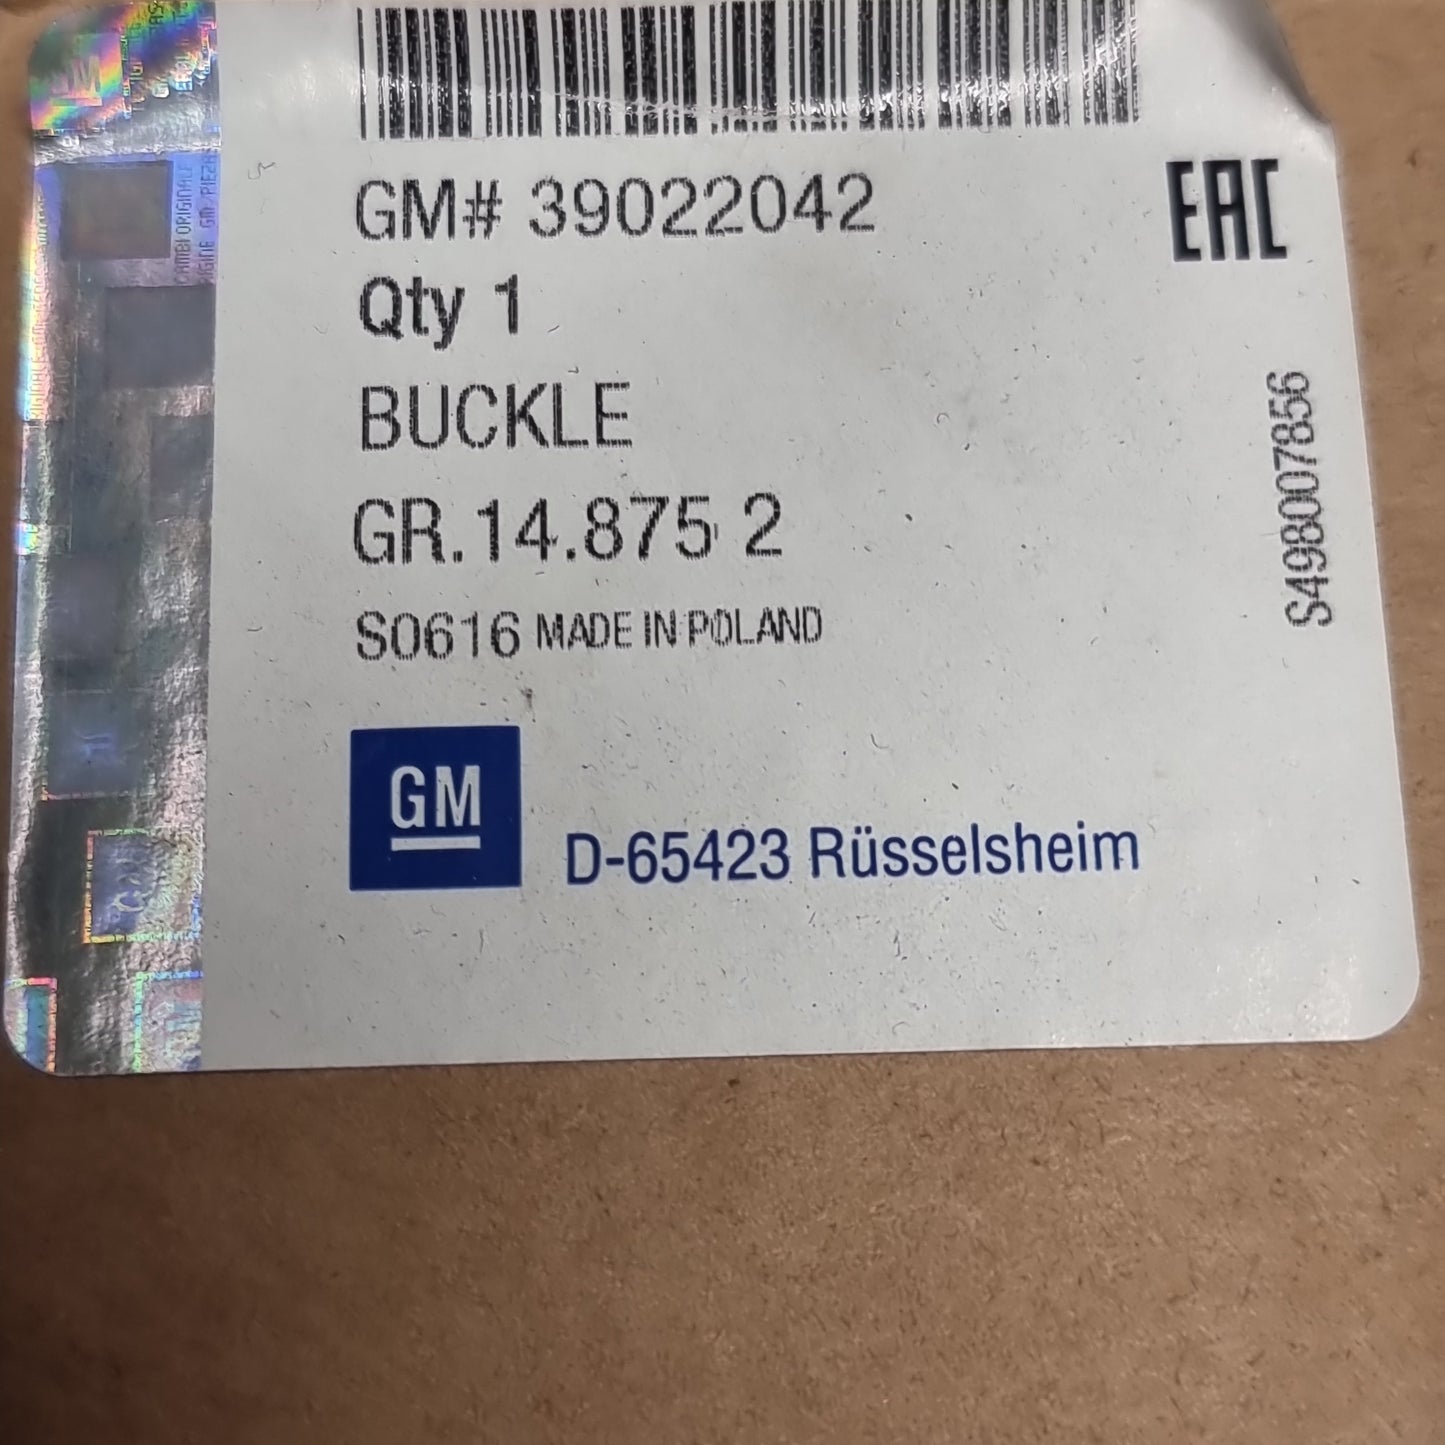 GM# 39022042
EAC
Qty 1
BUCKLE
GR.14.875 2
S0616 MADE IN POLAND
S498007856
GM
D-65423 Rüsselsheim